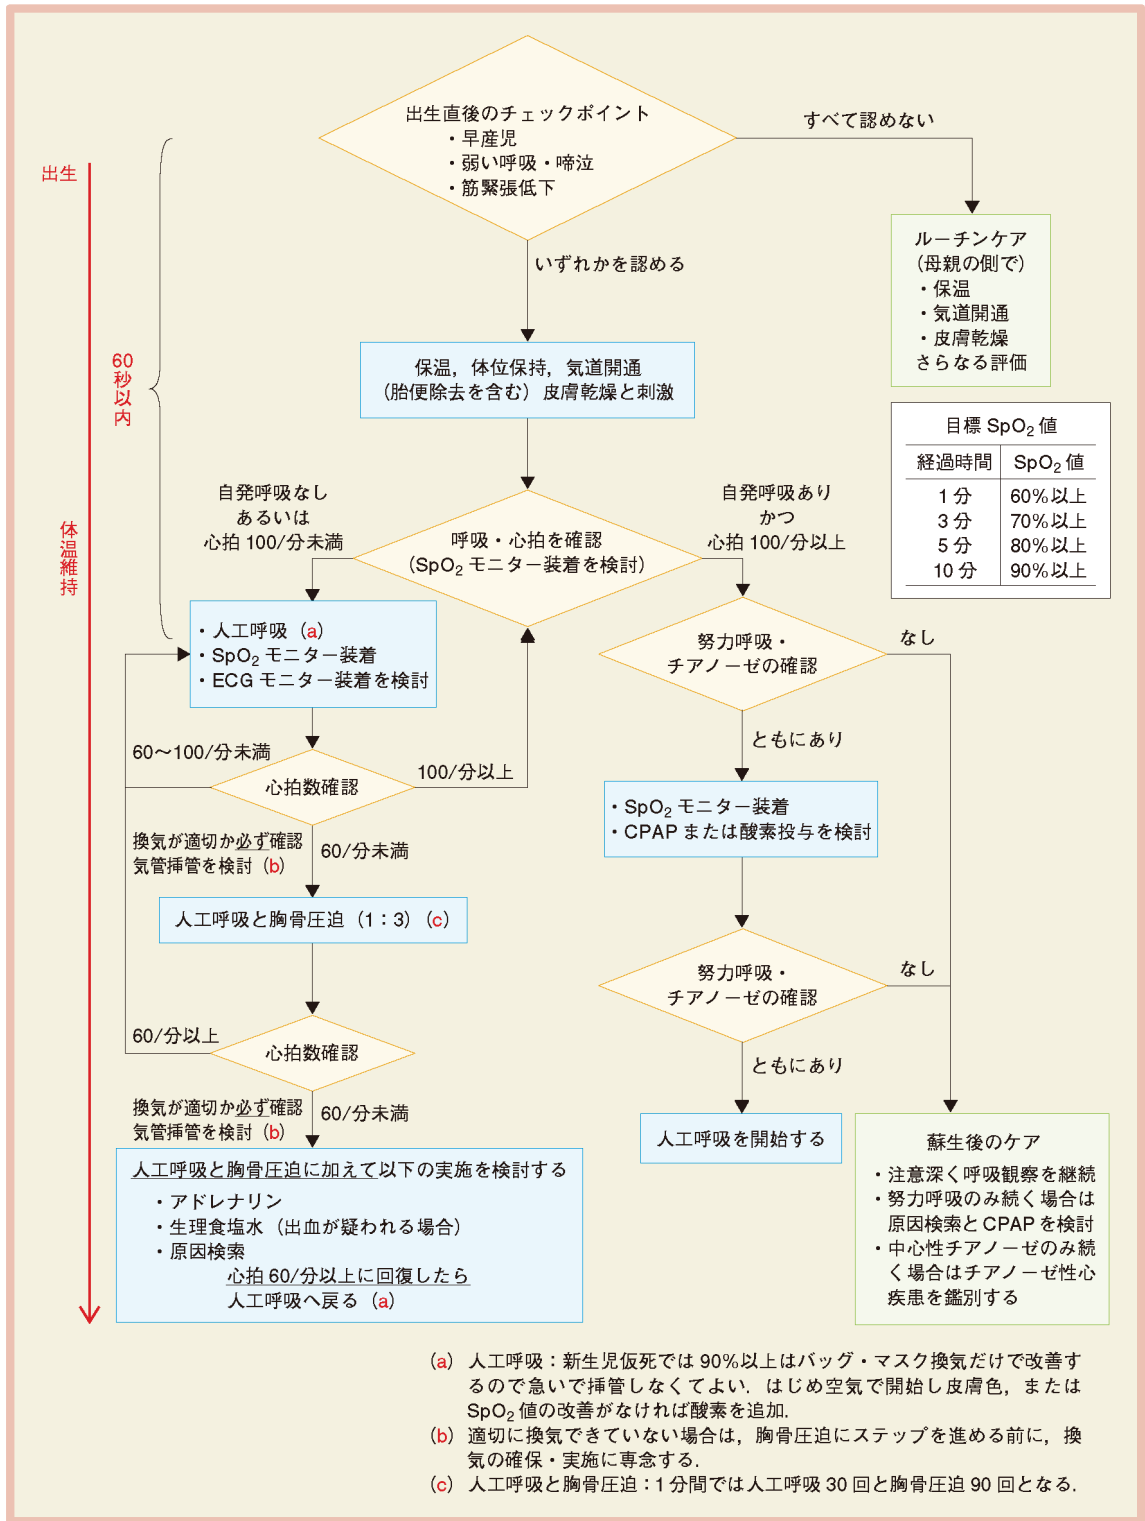 出生直後のチェックポイント
・早産児
・弱い呼吸・啼泣
・筋緊張低下
すべて認めない
出生
いずれかを認める
ルーチンケア
(母親の側で)
・保温
・気道開通
・皮膚乾燥
さらなる評価
60秒以内
保温，体位保持，気道開通
(胎便除去を含む) 皮膚乾燥と刺激
目標 SpO₂ 値
経過時間 SpO₂ 値
1 分 60%以上
3 分 70%以上
5 分 80%以上
10 分 90%以上
体温維持
自発呼吸なし
あるいは
心拍 100/分未満
呼吸・心拍を確認
(SpO₂ モニター装着を検討)
自発呼吸あり
かつ
心拍 100/分以上
・人工呼吸 (a)
・SpO₂ モニター装着
・ECG モニター装着を検討
努力呼吸・
チアノーゼの確認
なし
ともにあり
60〜100/分未満
心拍数確認
100/分以上
・SpO₂ モニター装着
・CPAP または酸素投与を検討
換気が適切か必ず確認
気管挿管を検討 (b)
60/分未満
人工呼吸と胸骨圧迫 (1：3) (c)
努力呼吸・
チアノーゼの確認
なし
60/分以上
心拍数確認
ともにあり
換気が適切か必ず確認
気管挿管を検討 (b)
60/分未満
人工呼吸を開始する
人工呼吸と胸骨圧迫に加えて以下の実施を検討する
・アドレナリン
・生理食塩水 (出血が疑われる場合)
・原因検索
心拍 60/分以上に回復したら
人工呼吸へ戻る (a)
蘇生後のケア
・注意深く呼吸観察を継続
・努力呼吸のみ続く場合は
原因検索と CPAP を検討
・中心性チアノーゼのみ続
く場合はチアノーゼ性心
疾患を鑑別する
(a) 人工呼吸：新生児仮死では 90%以上はバッグ・マスク換気だけで改善す
るので急いで挿管しなくてよい．はじめ空気で開始し皮膚色，または
SpO₂ 値の改善がなければ酸素を追加．
(b) 適切に換気できていない場合は，胸骨圧迫にステップを進める前に，換
気の確保・実施に専念する．
(c) 人工呼吸と胸骨圧迫：1 分間では人工呼吸 30 回と胸骨圧迫 90 回となる．